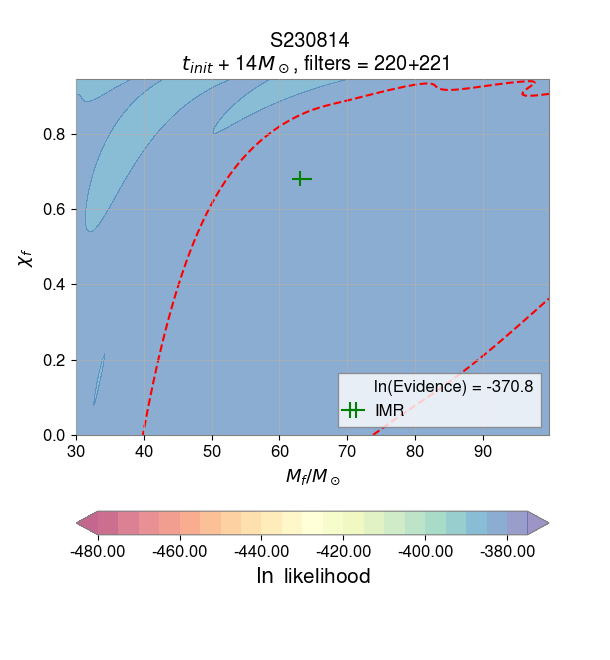 S230814
t_init + 14M_⊙, filters = 220+221
χ_f
0.8
0.6
0.4
0.2
0.0
ln(Evidence) = -370.8
IMR
30 40 50 60 70 80 90
M_f/M_⊙
-480.00 -460.00 -440.00 -420.00 -400.00 -380.00
ln likelihood